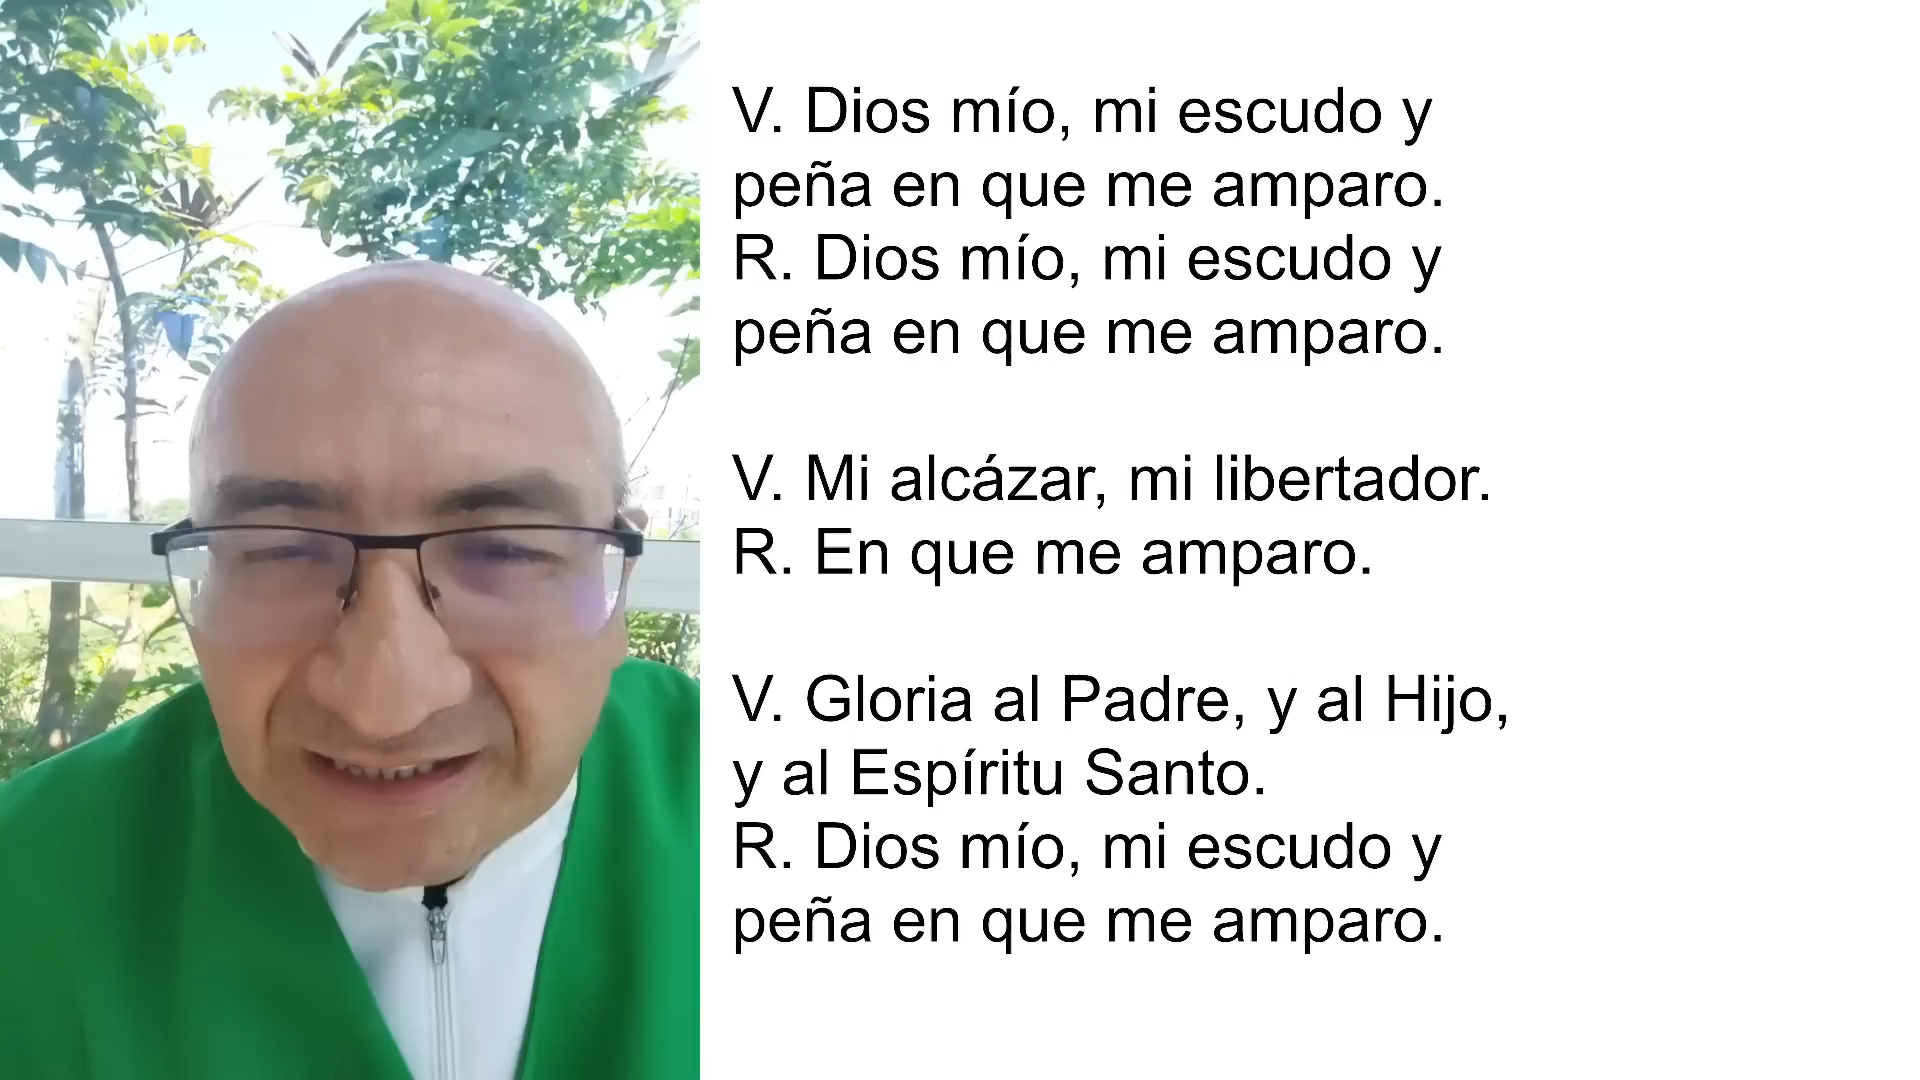 V. Dios mío, mi escudo y
peña en que me amparo.
R. Dios mío, mi escudo y
peña en que me amparo.
V. Mi alcázar, mi libertador.
R. En que me amparo.
V. Gloria al Padre, y al Hijo,
y al Espíritu Santo.
R. Dios mío, mi escudo y
peña en que me amparo.